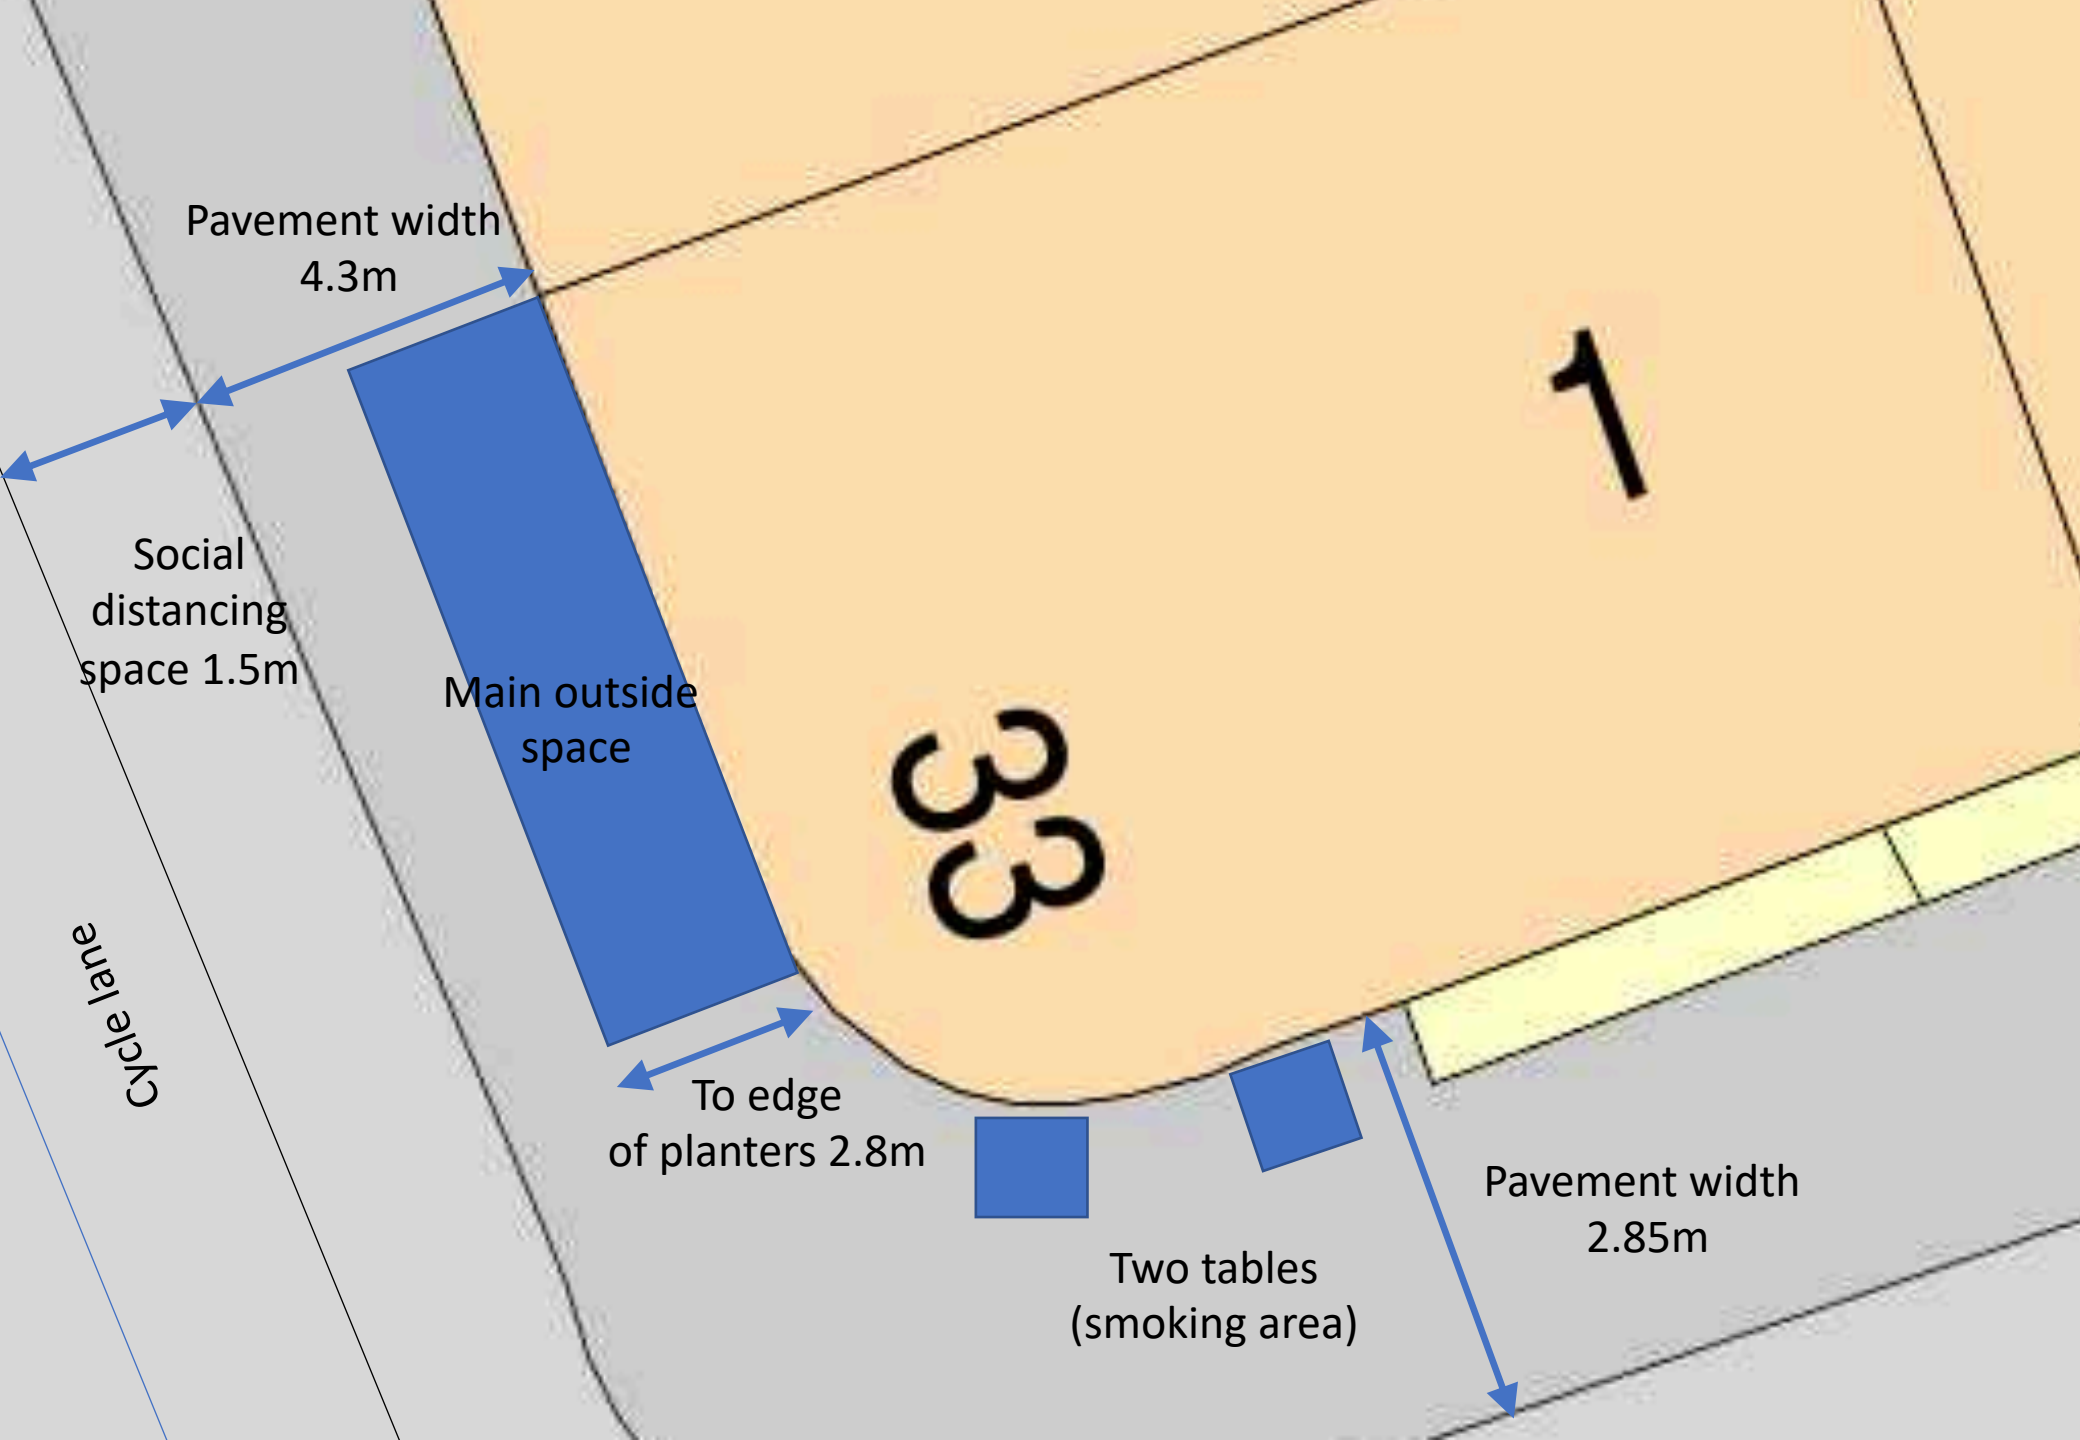 Pavement width
4.3m
Social
distancing
space 1.5m
Main outside
space
1
33
Cycle lane
To edge
of planters 2.8m
Pavement width
2.85m
Two tables
(smoking area)